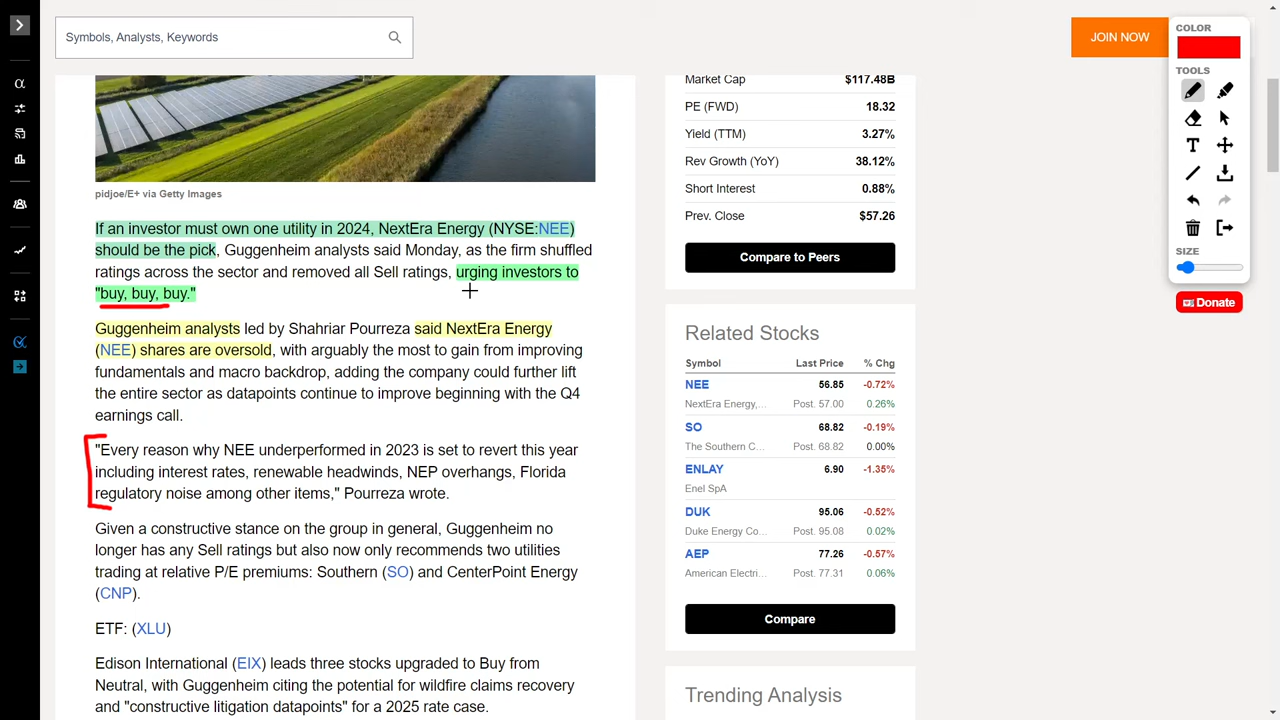 Symbols, Analysts, Keywords
JOIN NOW
COLOR
TOOLS
SIZE
Donate
pidjoe/E+ via Getty Images
If an investor must own one utility in 2024, NextEra Energy (NYSE:NEE)
should be the pick, Guggenheim analysts said Monday, as the firm shuffled
ratings across the sector and removed all Sell ratings, urging investors to
"buy, buy, buy."
Guggenheim analysts led by Shahriar Pourreza said NextEra Energy
(NEE) shares are oversold, with arguably the most to gain from improving
fundamentals and macro backdrop, adding the company could further lift
the entire sector as datapoints continue to improve beginning with the Q4
earnings call.
"Every reason why NEE underperformed in 2023 is set to revert this year
including interest rates, renewable headwinds, NEP overhangs, Florida
regulatory noise among other items," Pourreza wrote.
Given a constructive stance on the group in general, Guggenheim no
longer has any Sell ratings but also now only recommends two utilities
trading at relative P/E premiums: Southern (SO) and CenterPoint Energy
(CNP).
ETF: (XLU)
Edison International (EIX) leads three stocks upgraded to Buy from
Neutral, with Guggenheim citing the potential for wildfire claims recovery
and "constructive litigation datapoints" for a 2025 rate case.
Market Cap $117.48B
PE (FWD) 18.32
Yield (TTM) 3.27%
Rev Growth (YoY) 38.12%
Short Interest 0.88%
Prev. Close $57.26
Compare to Peers
Related Stocks
Symbol Last Price % Chg
NEE 56.85 -0.72%
NextEra Energy,... Post. 57.00 0.26%
SO 68.82 -0.19%
The Southern C... Post. 68.82 0.00%
ENLAY 6.90 -1.35%
Enel SpA
DUK 95.06 -0.52%
Duke Energy Co... Post. 95.08 0.02%
AEP 77.26 -0.57%
American Electri... Post. 77.31 0.06%
Compare
Trending Analysis